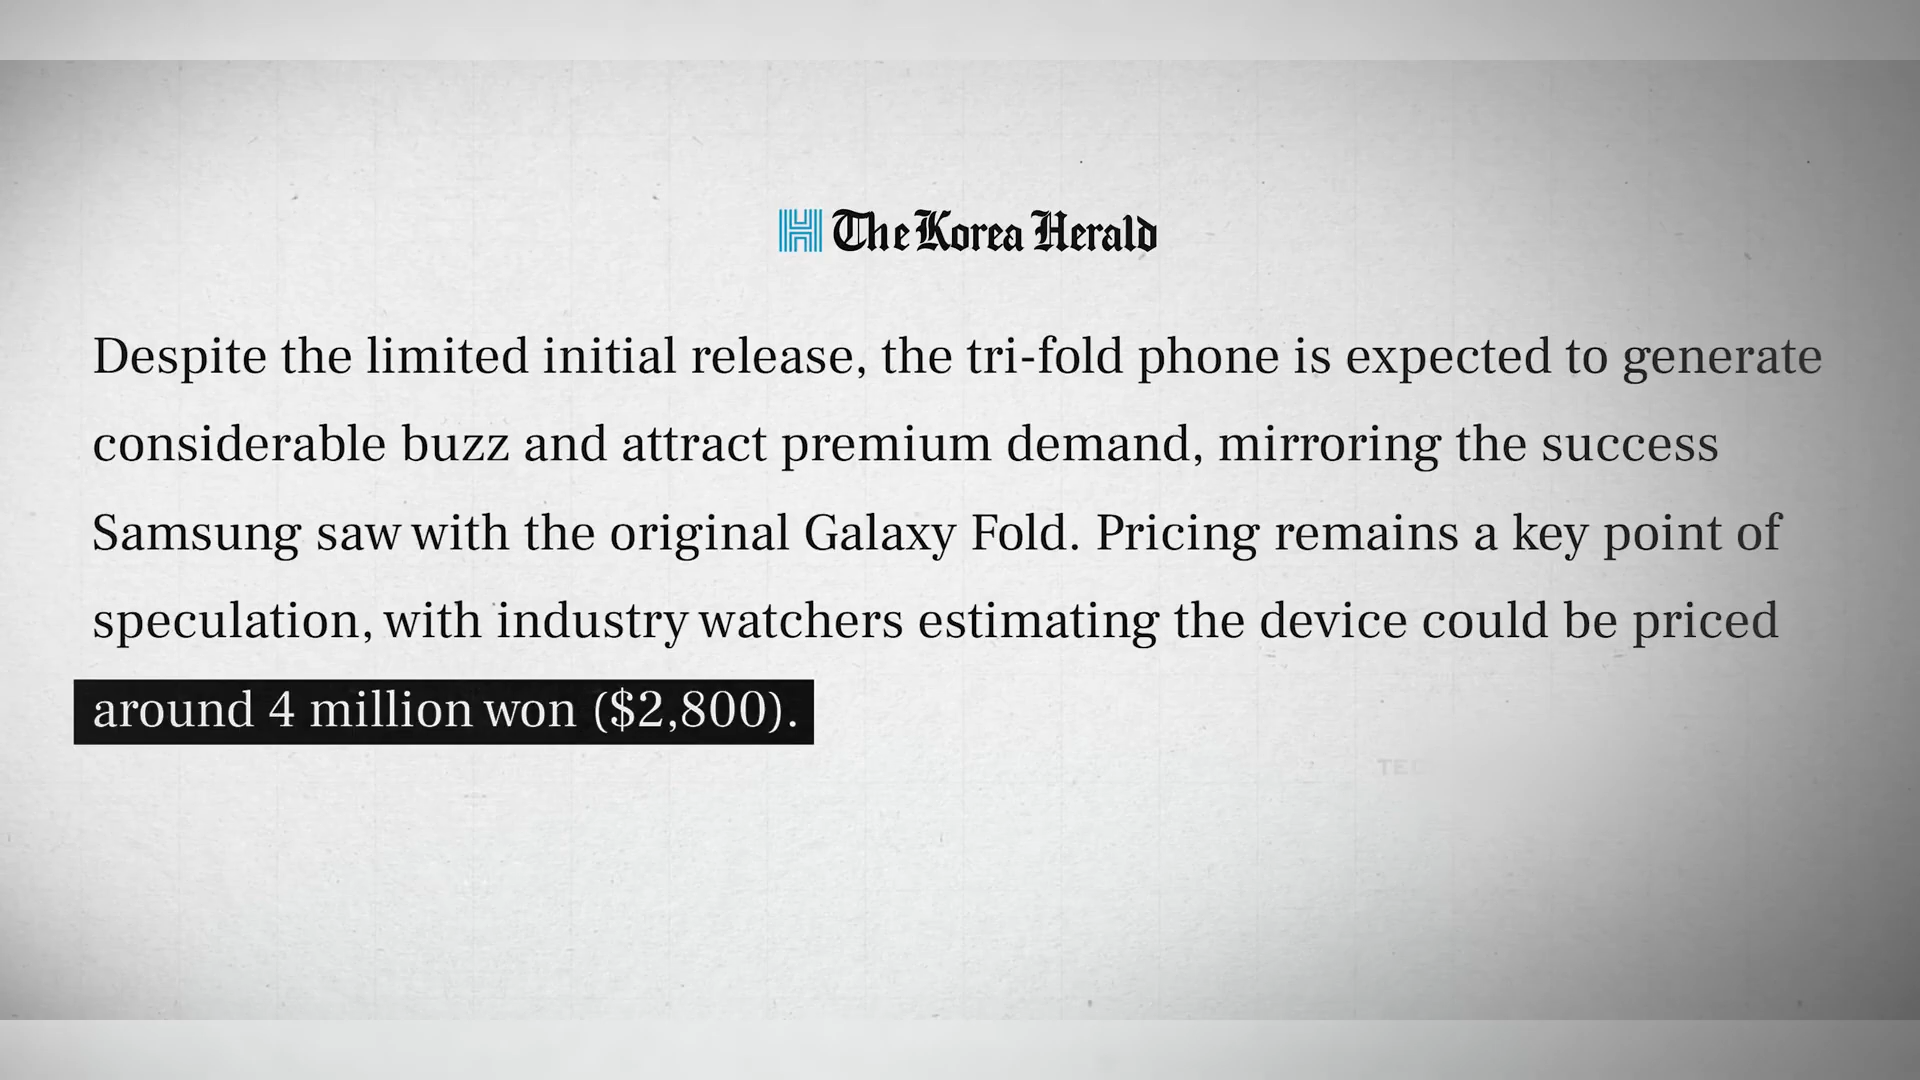 The Korea Herald
Despite the limited initial release, the tri-fold phone is expected to generate
considerable buzz and attract premium demand, mirroring the success
Samsung saw with the original Galaxy Fold. Pricing remains a key point of
speculation, with industry watchers estimating the device could be priced
around 4 million won ($2,800).